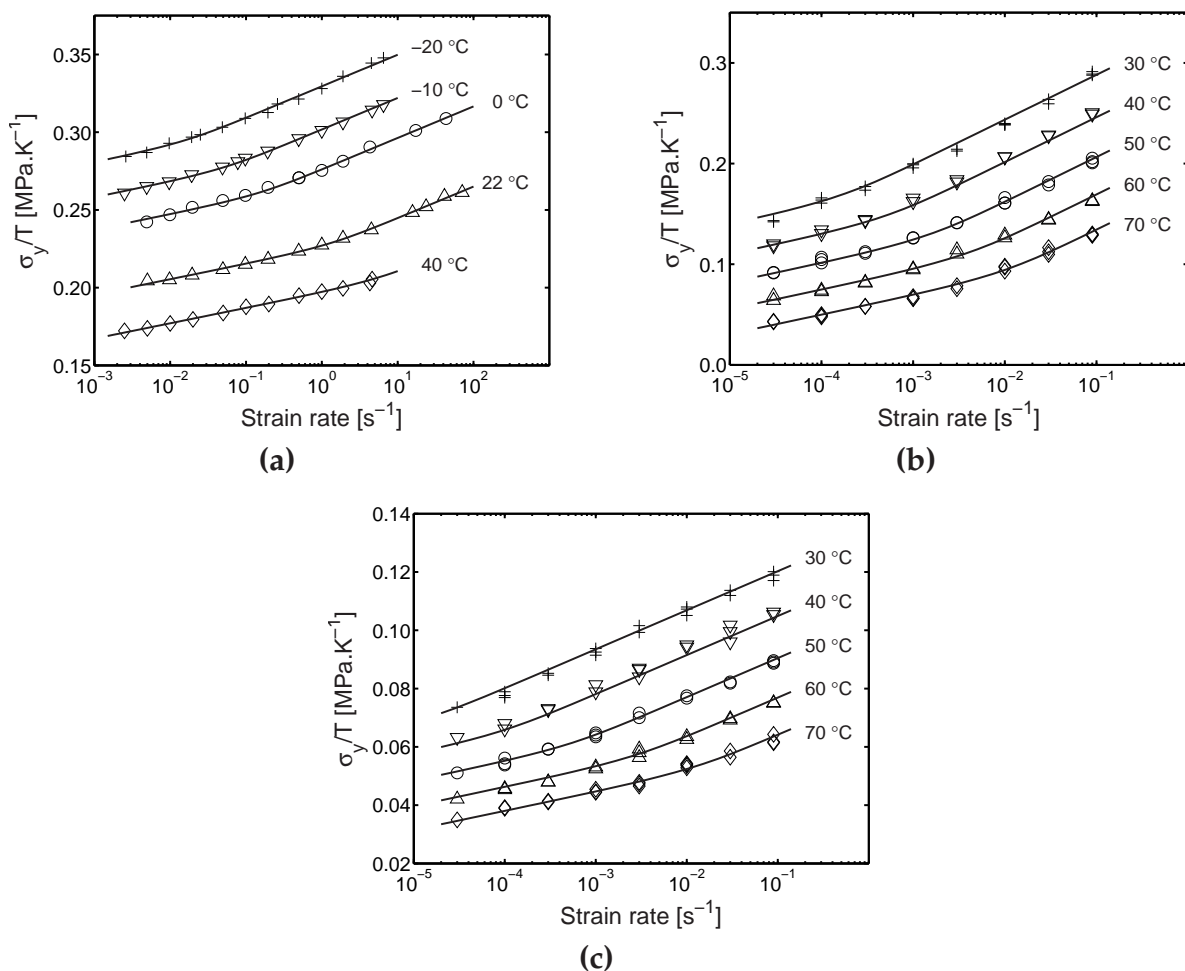 0.35
0.30
0.25
0.20
0.15
σy/T [MPa.K−1]
−20 °C
−10 °C
0 °C
22 °C
40 °C
10−3 10−2 10−1 100 101 102
Strain rate [s−1]
(a)
0.3
0.2
0.1
0.0
σy/T [MPa.K−1]
30 °C
40 °C
50 °C
60 °C
70 °C
10−5 10−4 10−3 10−2 10−1
Strain rate [s−1]
(b)
0.14
0.12
0.10
0.08
0.06
0.04
0.02
σy/T [MPa.K−1]
30 °C
40 °C
50 °C
60 °C
70 °C
10−5 10−4 10−3 10−2 10−1
Strain rate [s−1]
(c)